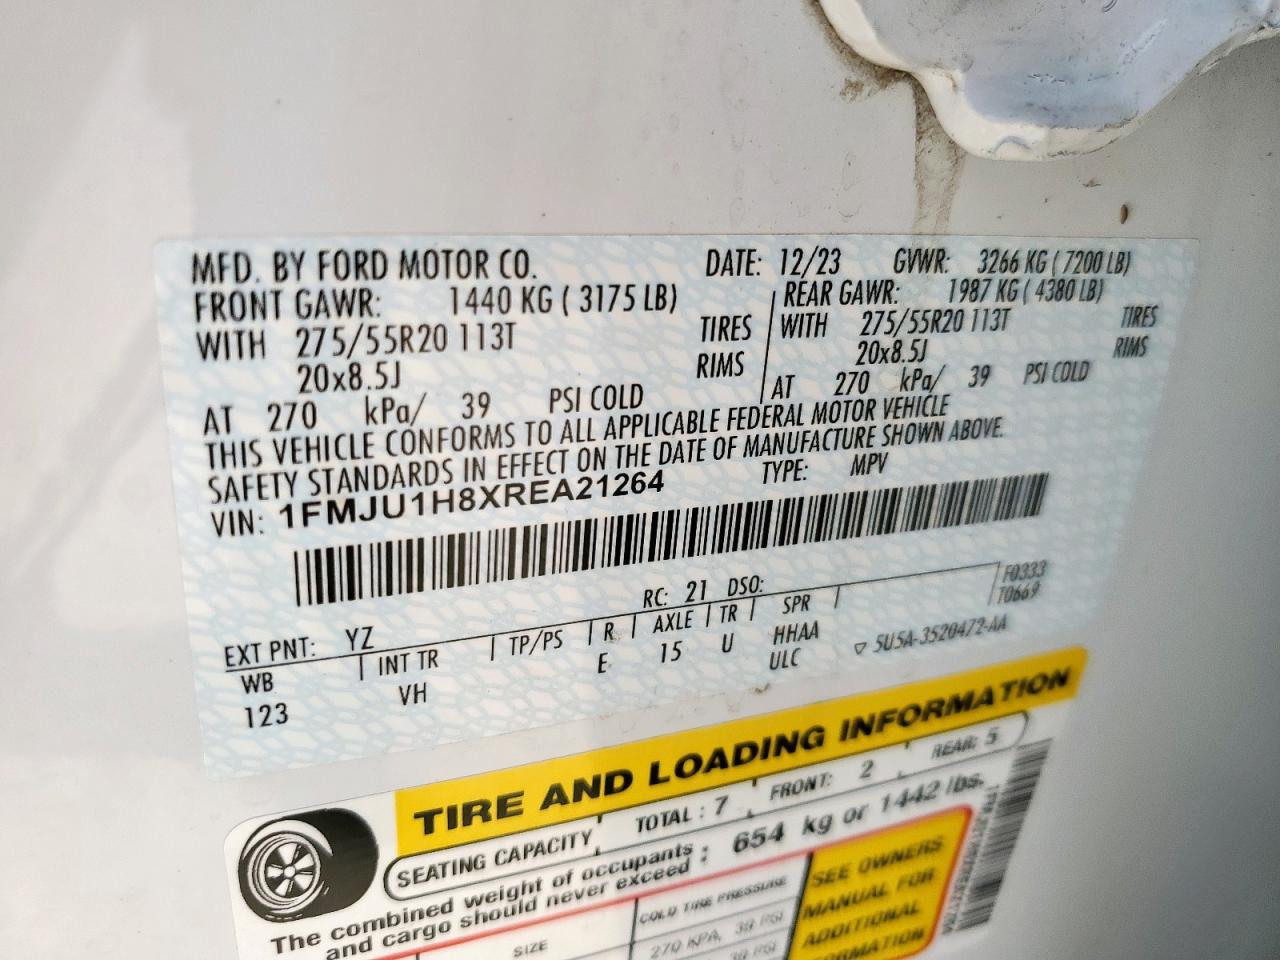 MFD. BY FORD MOTOR CO. DATE: 12/23 GVWR: 3266 KG ( 7200 LB)
FRONT GAWR: 1440 KG ( 3175 LB) REAR GAWR: 1987 KG ( 4380 LB)
WITH 275/55R20 113T TIRES WITH 275/55R20 113T TIRES
20x8.5J RIMS 20x8.5J RIMS
AT 270 kPa/ 39 PSI COLD AT 270 kPa/ 39 PSI COLD
THIS VEHICLE CONFORMS TO ALL APPLICABLE FEDERAL MOTOR VEHICLE
SAFETY STANDARDS IN EFFECT ON THE DATE OF MANUFACTURE SHOWN ABOVE.
VIN: 1FMJU1H8XREA21264 TYPE: MPV
F0333
EXT PNT: YZ RC: 21 DSO: T0669
WB INT TR TP/PS R AXLE TR SPR
123 VH E 15 U HHAA
ULC
▽ 5U5A-3520472-AA
TIRE AND LOADING INFORMATION
SEATING CAPACITY TOTAL : 7 FRONT: 2 REAR: 5
The combined weight of occupants : 654 kg or 1442 lbs.
and cargo should never exceed
SIZE COLD TIRE PRESSURE
270 KPA, 39 PSI
39 PSI
SEE OWNERS
MANUAL FOR
ADDITIONAL